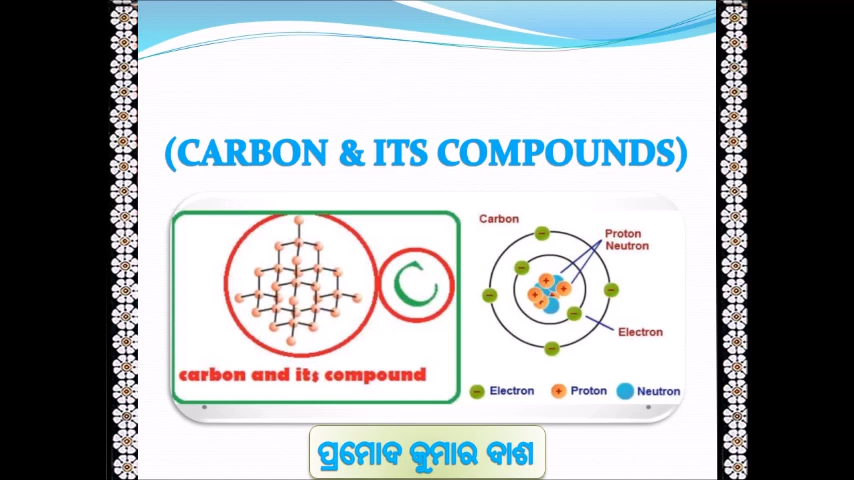 (CARBON & ITS COMPOUNDS)
C
carbon and its compound
Carbon
Proton
Neutron
Electron
Electron Proton Neutron
ପ୍ରମୋଦ କୁମାର ଦାଶ